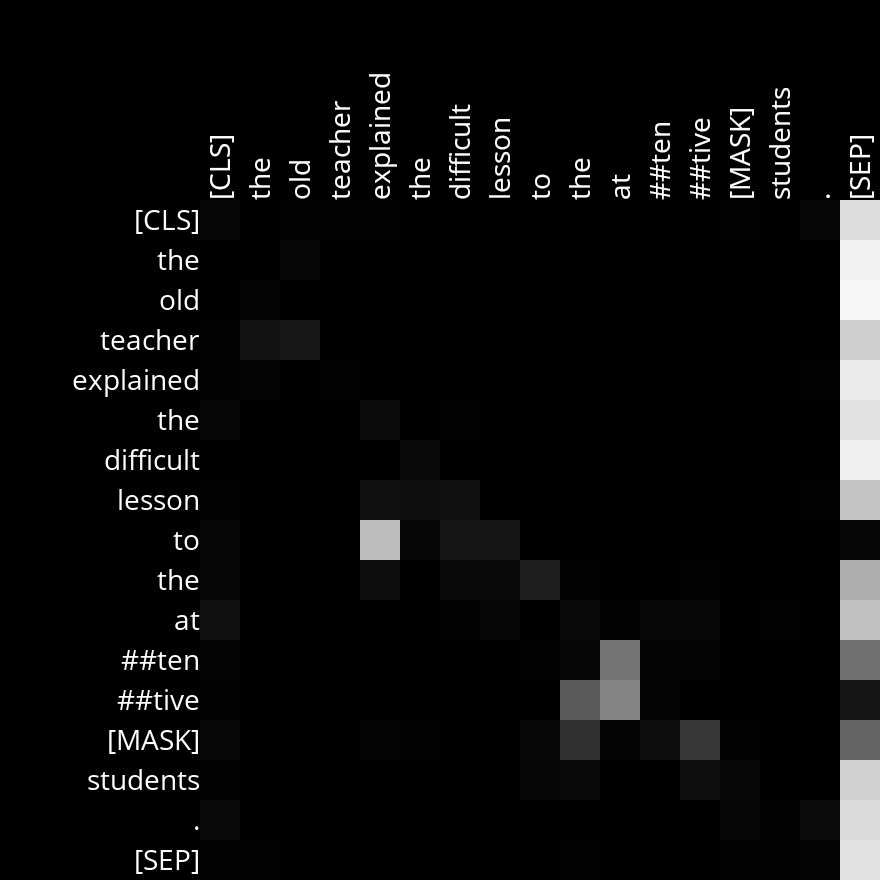 [CLS] the old teacher explained the difficult lesson to the at ##ten ##tive [MASK] students . [SEP]
[CLS]
the
old
teacher
explained
the
difficult
lesson
to
the
at
##ten
##tive
[MASK]
students
.
[SEP]